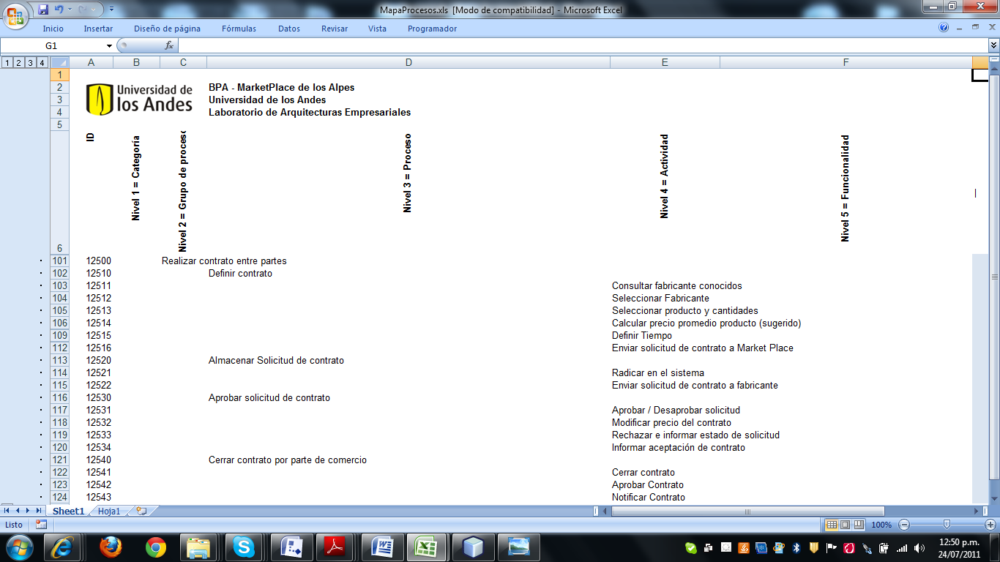 MapaProcesos.xls [Modo de compatibilidad] - Microsoft Excel
Inicio Insertar Diseño de página Fórmulas Datos Revisar Vista Programador
G1 fx
1 2 3 4 A B C D E F
1
2 BPA - MarketPlace de los Alpes
3 Universidad de los Andes
4 Laboratorio de Arquitecturas Empresariales
Universidad de
los Andes
5
6 ID Nivel 1 = Categoría Nivel 2 = Grupo de proceso Nivel 3 = Proceso Nivel 4 = Actividad Nivel 5 = Funcionalidad
101 12500 Realizar contrato entre partes
102 12510 Definir contrato
103 12511 Consultar fabricante conocidos
104 12512 Seleccionar Fabricante
105 12513 Seleccionar producto y cantidades
106 12514 Calcular precio promedio producto (sugerido)
109 12515 Definir Tiempo
112 12516 Enviar solicitud de contrato a Market Place
113 12520 Almacenar Solicitud de contrato
114 12521 Radicar en el sistema
115 12522 Enviar solicitud de contrato a fabricante
116 12530 Aprobar solicitud de contrato
117 12531 Aprobar / Desaprobar solicitud
118 12532 Modificar precio del contrato
119 12533 Rechazar e informar estado de solicitud
120 12534 Informar aceptación de contrato
121 12540 Cerrar contrato por parte de comercio
122 12541 Cerrar contrato
123 12542 Aprobar Contrato
124 12543 Notificar Contrato
Sheet1 Hoja1
Listo 100%
12:50 p.m.
24/07/2011